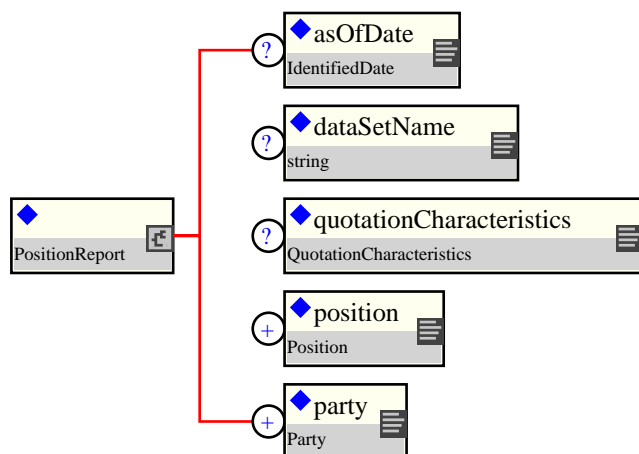 ?
asOfDate
IdentifiedDate
?
dataSetName
string
PositionReport
?
quotationCharacteristics
QuotationCharacteristics
+
position
Position
+
party
Party